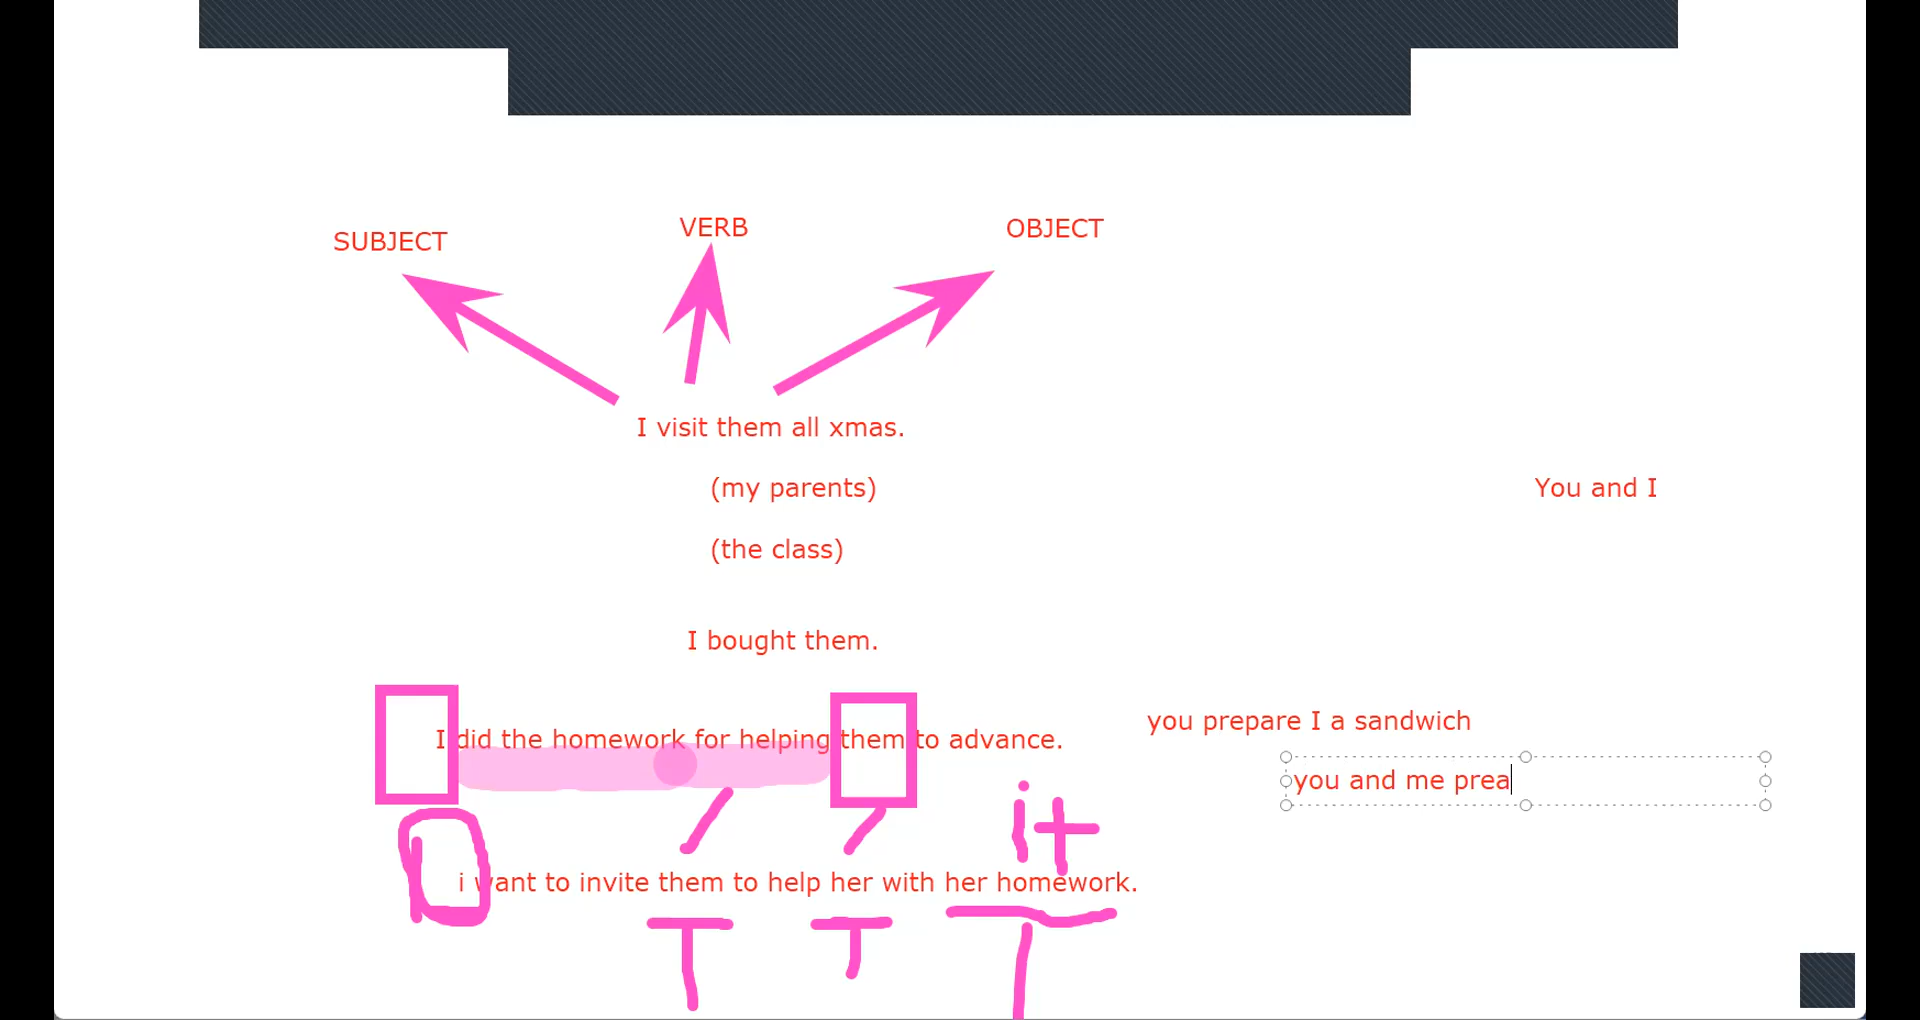 SUBJECT
VERB
OBJECT
I visit them all xmas.
(my parents)
You and I
(the class)
I bought them.
you prepare I a sandwich
I did the homework for helping them to advance.
you and me prea
it
i want to invite them to help her with her homework.